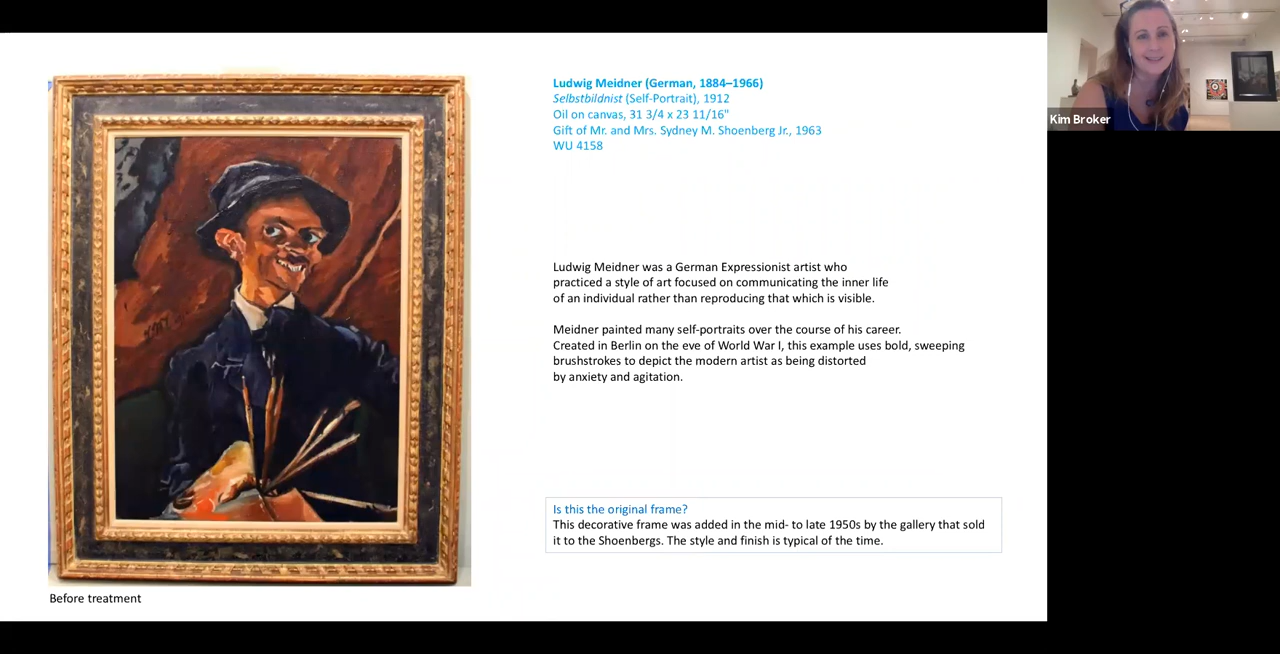 Ludwig Meidner (German, 1884–1966)
Selbstbildnist (Self-Portrait), 1912
Oil on canvas, 31 3/4 x 23 11/16"
Gift of Mr. and Mrs. Sydney M. Shoenberg Jr., 1963
WU 4158
Ludwig Meidner was a German Expressionist artist who
practiced a style of art focused on communicating the inner life
of an individual rather than reproducing that which is visible.
Meidner painted many self-portraits over the course of his career.
Created in Berlin on the eve of World War I, this example uses bold, sweeping
brushstrokes to depict the modern artist as being distorted
by anxiety and agitation.
Is this the original frame?
This decorative frame was added in the mid- to late 1950s by the gallery that sold
it to the Shoenbergs. The style and finish is typical of the time.
Before treatment
Kim Broker